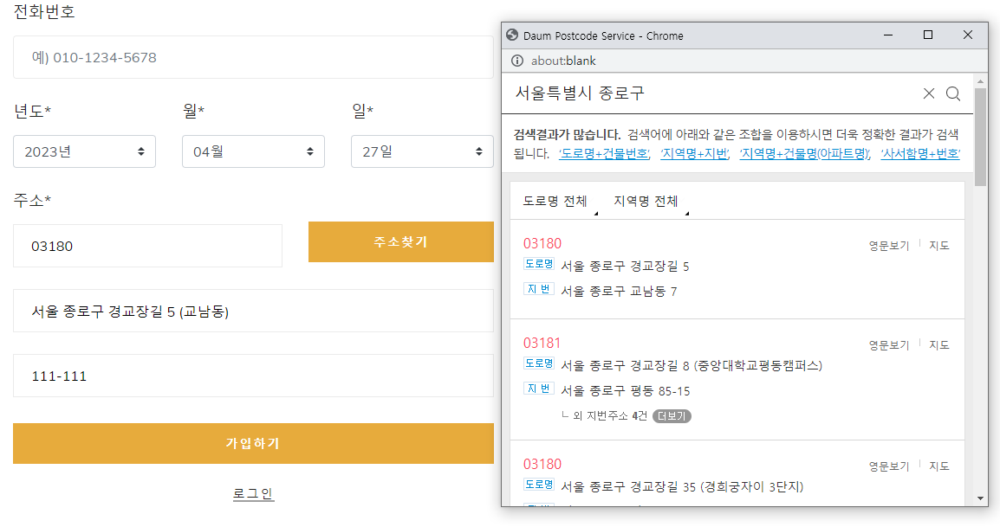 전화번호
예) 010-1234-5678
년도* 월* 일*
2023년 04월 27일
주소*
03180 주소찾기
서울 종로구 경교장길 5 (교남동)
111-111
가입하기
로그인
Daum Postcode Service - Chrome
about:blank
서울특별시 종로구
검색결과가 많습니다. 검색어에 아래와 같은 조합을 이용하시면 더욱 정확한 결과가 검색
됩니다. '도로명+건물번호', '지역명+지번', '지역명+건물명(아파트명)', '사서함명+번호'
도로명 전체 지역명 전체
03180 영문보기 지도
도로명 서울 종로구 경교장길 5
지 번 서울 종로구 교남동 7
03181 영문보기 지도
도로명 서울 종로구 경교장길 8 (중앙대학교평동캠퍼스)
지 번 서울 종로구 평동 85-15
ㄴ 외 지번주소 4건 더보기
03180 영문보기 지도
도로명 서울 종로구 경교장길 35 (경희궁자이 3단지)